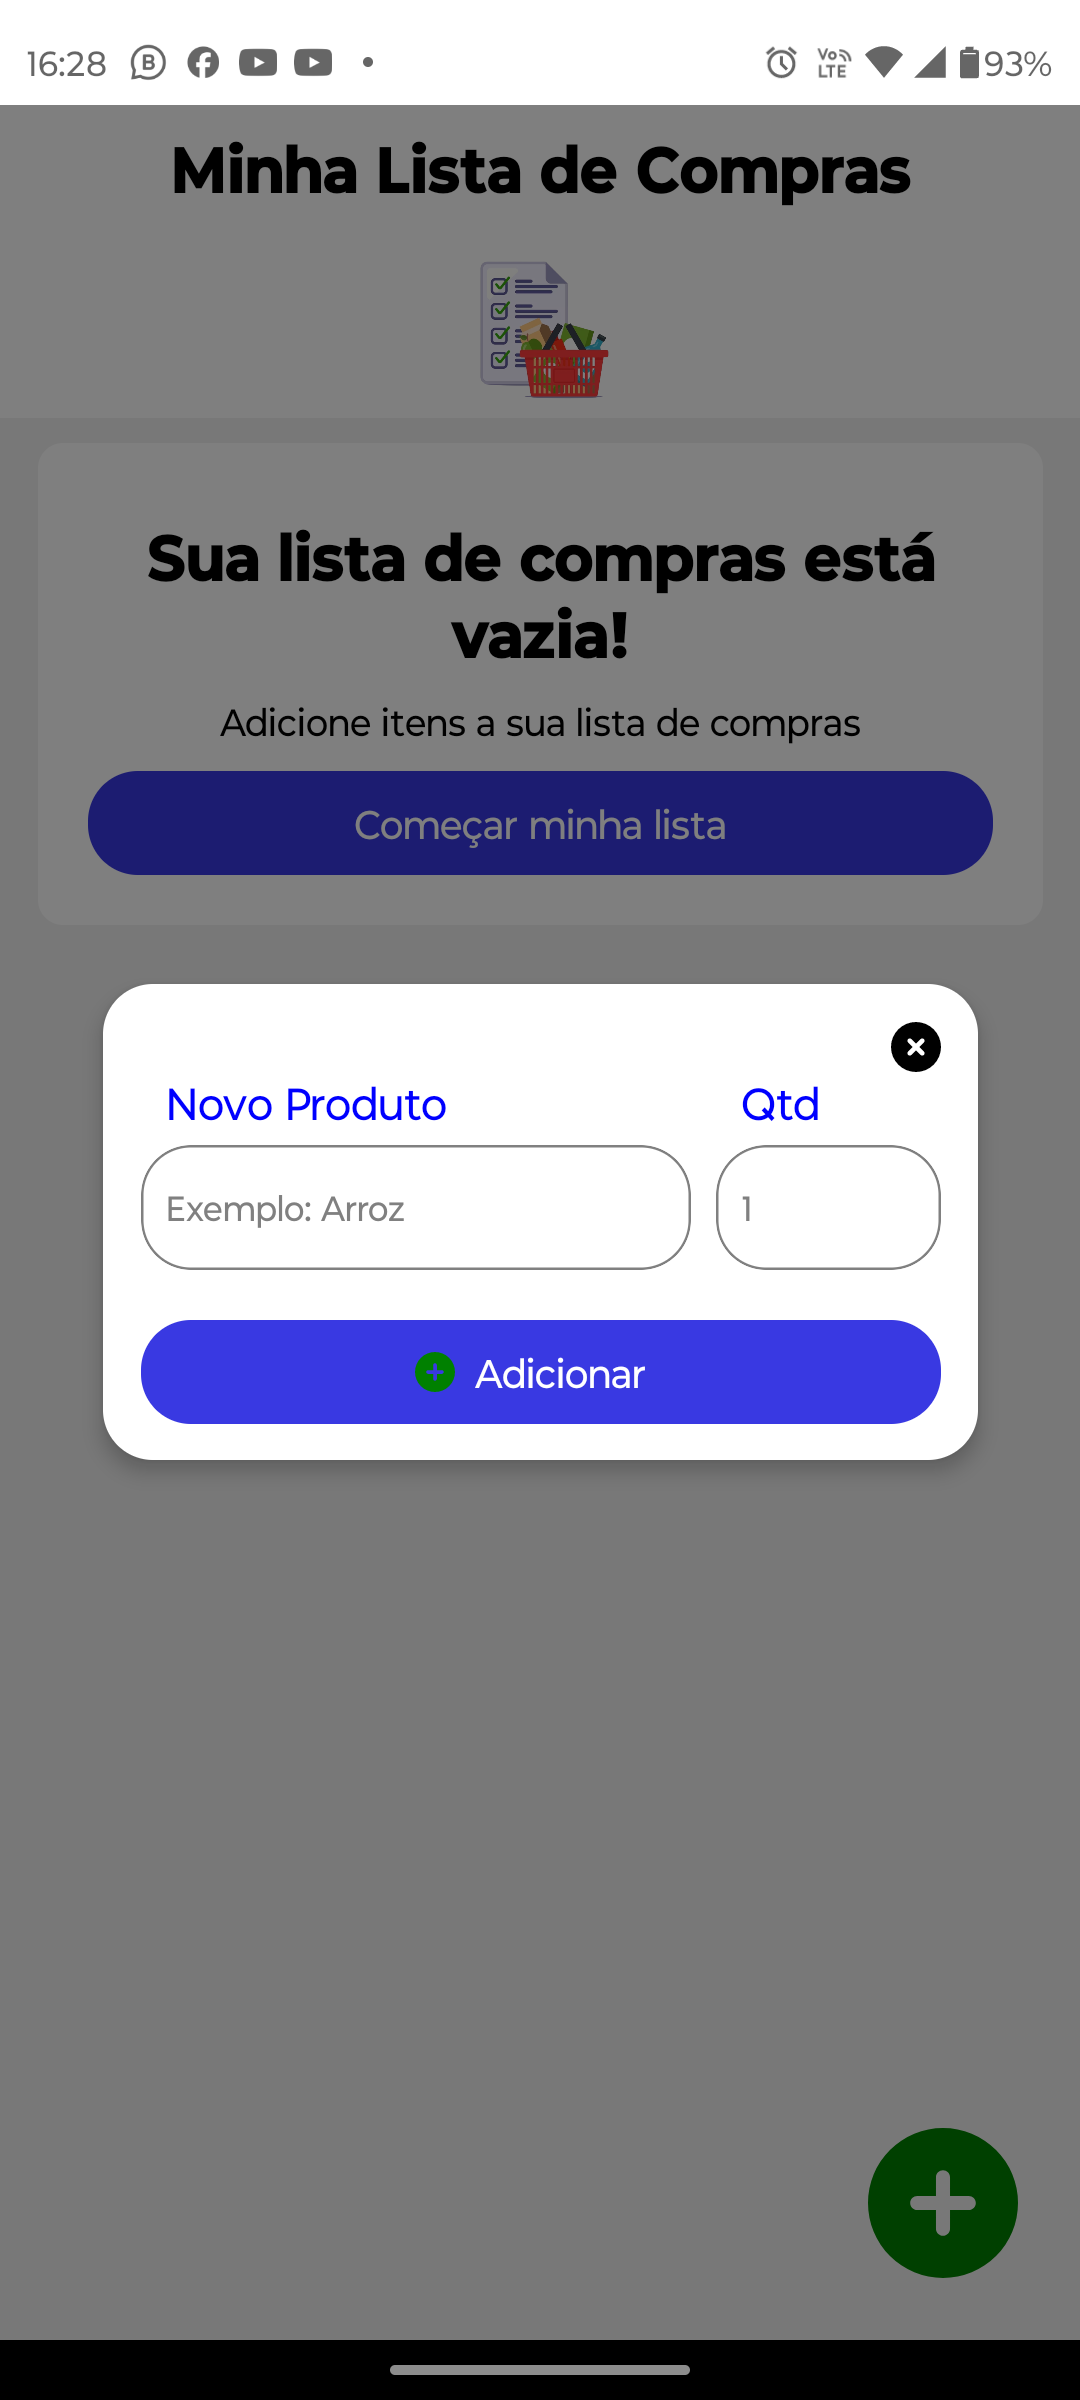 16:28
VoLTE
93%
Minha Lista de Compras
Sua lista de compras está
vazia!
Adicione itens a sua lista de compras
Começar minha lista
Novo Produto
Qtd
Exemplo: Arroz
1
Adicionar